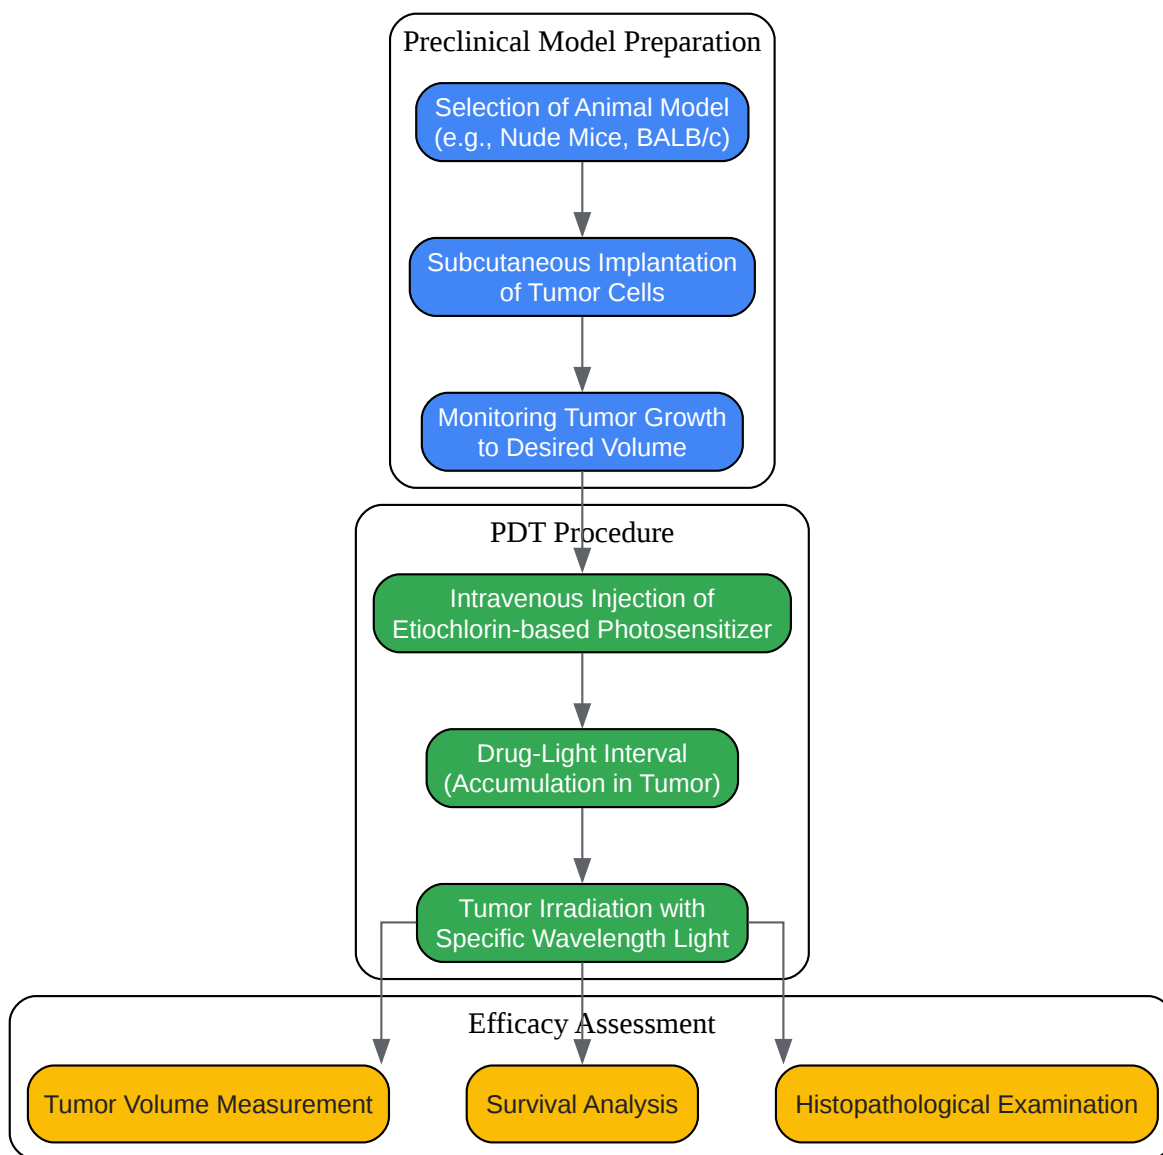 Preclinical Model Preparation
Selection of Animal Model
(e.g., Nude Mice, BALB/c)
Subcutaneous Implantation
of Tumor Cells
Monitoring Tumor Growth
to Desired Volume
PDT Procedure
Intravenous Injection of
Etiochlorin-based Photosensitizer
Drug-Light Interval
(Accumulation in Tumor)
Tumor Irradiation with
Specific Wavelength Light
Efficacy Assessment
Tumor Volume Measurement
Survival Analysis
Histopathological Examination